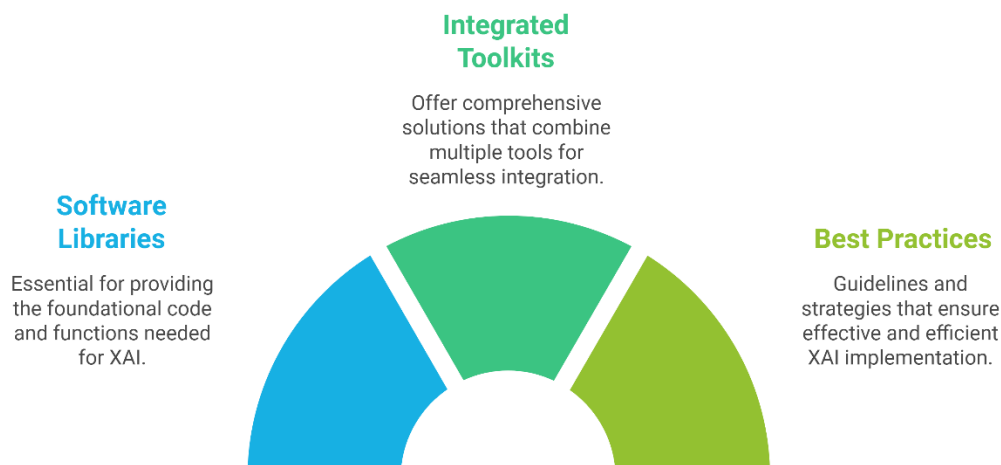 Integrated
Toolkits
Offer comprehensive
solutions that combine
multiple tools for
seamless integration.
Software
Libraries
Essential for providing
the foundational code
and functions needed
for XAI.
Best Practices
Guidelines and
strategies that ensure
effective and efficient
XAI implementation.